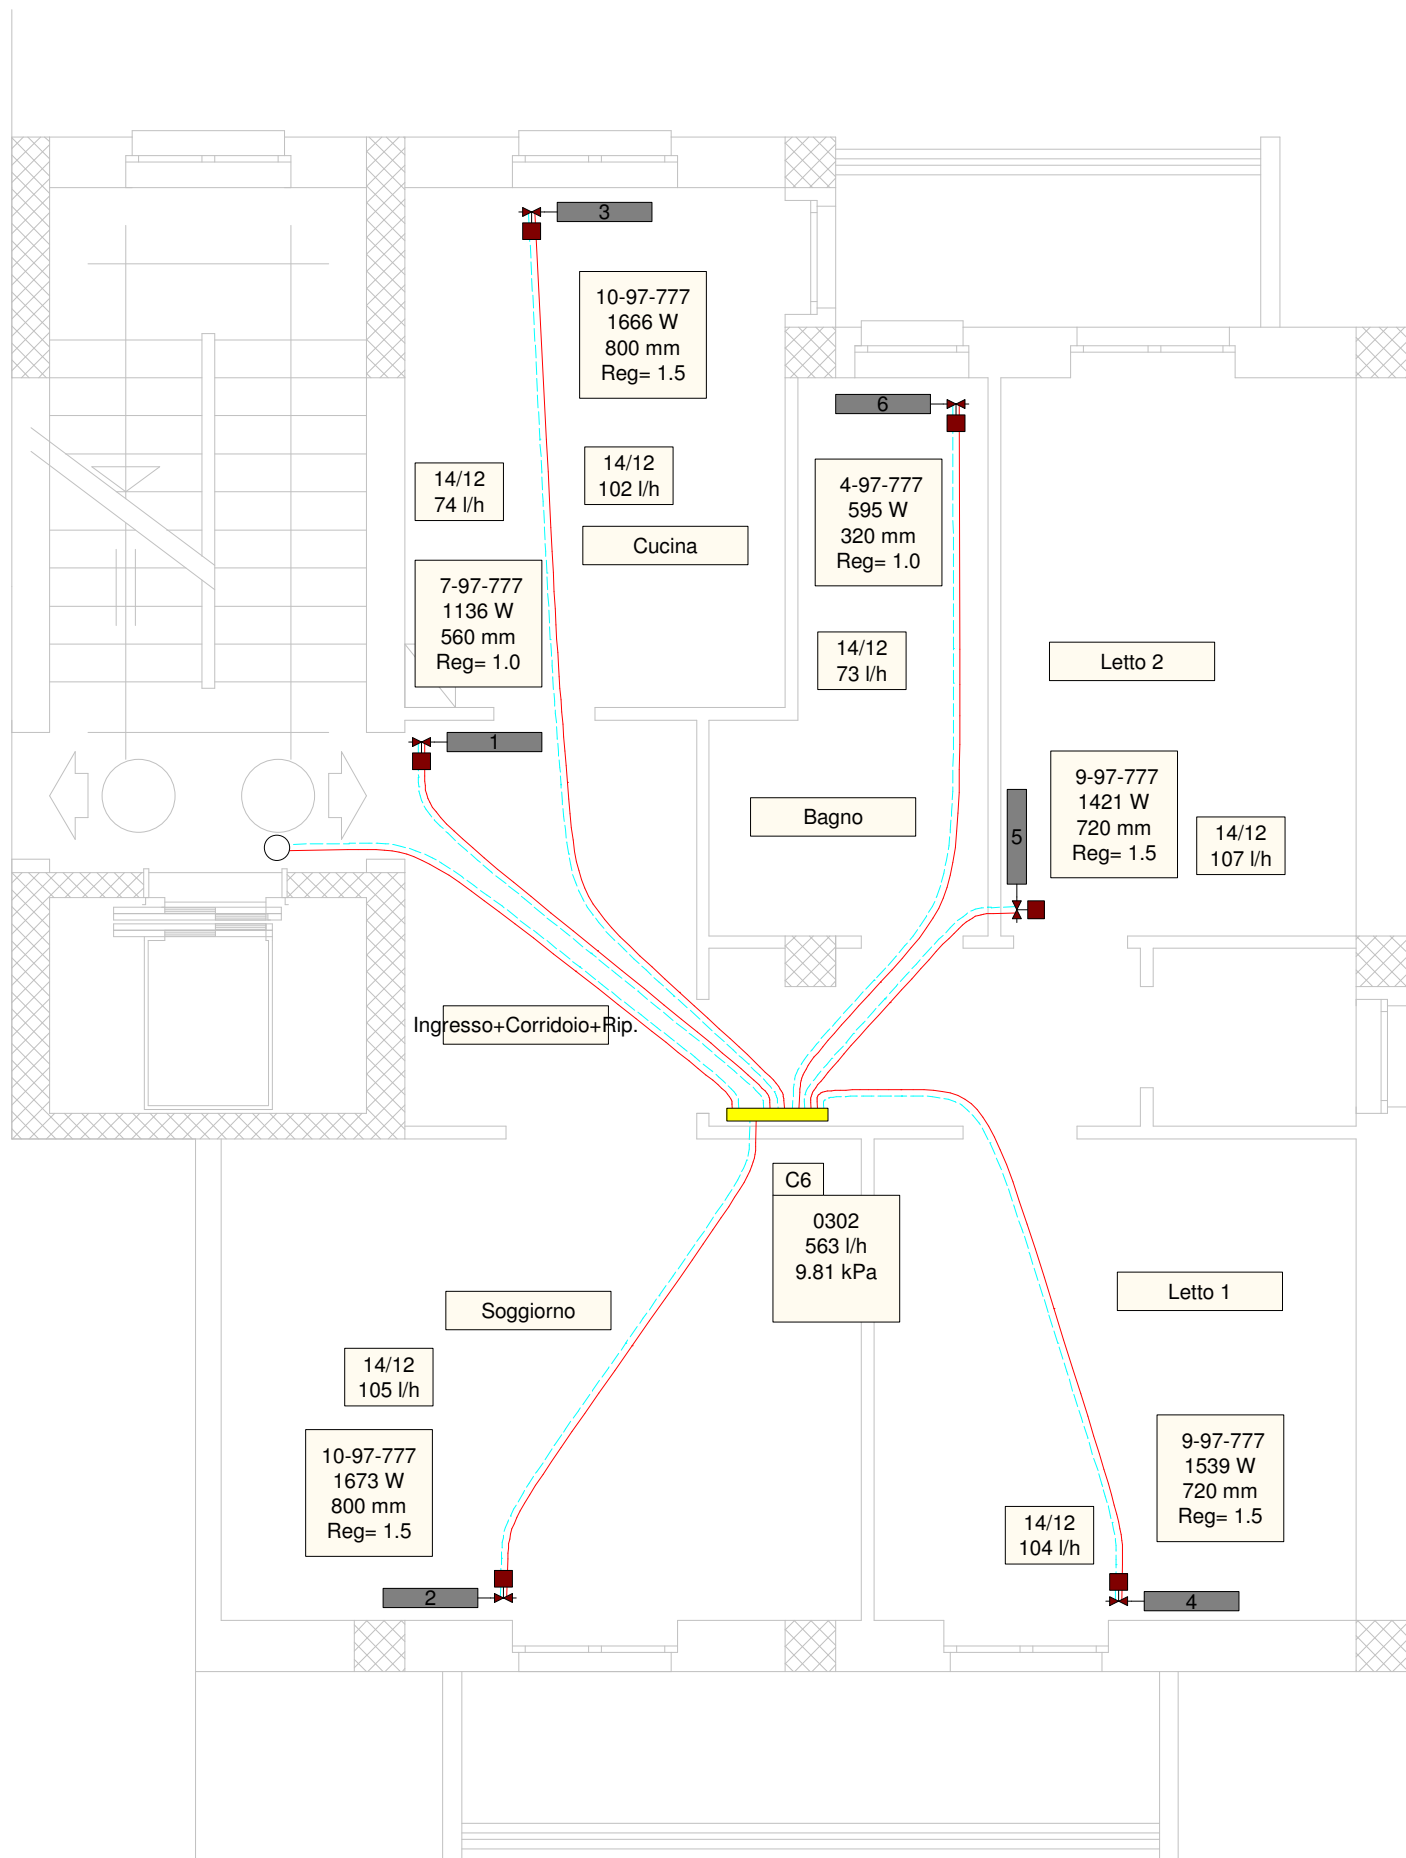 3
10-97-777
1666 W
800 mm
Reg= 1.5
6
14/12
74 l/h
14/12
102 l/h
4-97-777
595 W
320 mm
Reg= 1.0
Cucina
7-97-777
1136 W
560 mm
Reg= 1.0
14/12
73 l/h
Letto 2
1
9-97-777
1421 W
720 mm
Reg= 1.5
Bagno
5
14/12
107 l/h
Ingresso+Corridoio+Rip.
C6
0302
563 l/h
9.81 kPa
Letto 1
Soggiorno
14/12
105 l/h
10-97-777
1673 W
800 mm
Reg= 1.5
9-97-777
1539 W
720 mm
Reg= 1.5
14/12
104 l/h
2
4